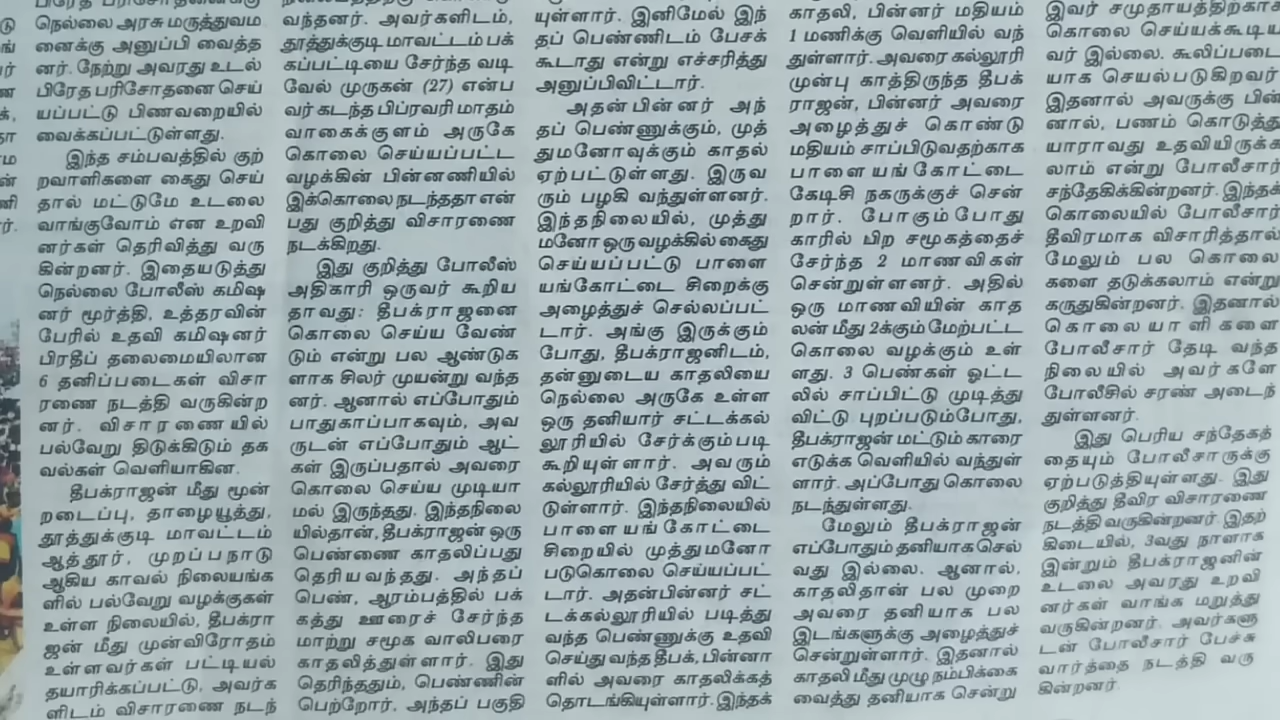 பிரேத பரிசோதனைக்கு
நெல்லை அரசு மருத்துவம
னைக்கு அனுப்பி வைத்த
னர். நேற்று அவரது உடல்
பிரேத பரிசோதனை செய்
யப்பட்டு பிணவறையில்
வைக்கப்பட்டுள்ளது.
இந்த சம்பவத்தில் குற்
றவாளிகளை கைது செய்
தால் மட்டுமே உடலை
வாங்குவோம் என உறவி
னர்கள் தெரிவித்து வரு
கின்றனர். இதையடுத்து
நெல்லை போலீஸ் கமிஷ
னர் மூர்த்தி, உத்தரவின்
பேரில் உதவி கமிஷனர்
பிரதீப் தலைமையிலான
6 தனிப்படைகள் விசா
ரணை நடத்தி வருகின்ற
னர். விசாரணையில்
பல்வேறு திடுக்கிடும் தக
வல்கள் வெளியாகின.
தீபக்ராஜன் மீது மூன்
றடைப்பு, தாழையூத்து,
தூத்துக்குடி மாவட்டம்
ஆத்தூர், முறப்பநாடு
ஆகிய காவல் நிலையங்க
ளில் பல்வேறு வழக்குகள்
உள்ள நிலையில், தீபக்ரா
ஜன் மீது முன்விரோதம்
உள்ளவர்கள் பட்டியல்
தயாரிக்கப்பட்டு, அவர்க
ளிடம் விசாரணை நடந்
வந்தனர். அவர்களிடம்,
தூத்துக்குடி மாவட்டம் பக்
கப்பட்டியை சேர்ந்த வடி
வேல் முருகன் (27) என்ப
வர் கடந்த பிப்ரவரி மாதம்
வாகைக்குளம் அருகே
கொலை செய்யப்பட்ட
வழக்கின் பின்னணியில்
இக்கொலை நடந்ததா என்
பது குறித்து விசாரணை
நடக்கிறது.
இது குறித்து போலீஸ்
அதிகாரி ஒருவர் கூறிய
தாவது: தீபக்ராஜனை
கொலை செய்ய வேண்
டும் என்று பல ஆண்டுக
ளாக சிலர் முயன்று வந்த
னர். ஆனால் எப்போதும்
பாதுகாப்பாகவும், அவ
ருடன் எப்போதும் ஆட்
கள் இருப்பதால் அவரை
கொலை செய்ய முடியா
மல் இருந்தது. இந்தநிலை
யில்தான், தீபக்ராஜன் ஒரு
பெண்ணை காதலிப்பது
தெரியவந்தது. அந்தப்
பெண், ஆரம்பத்தில் பக்
கத்து ஊரைச் சேர்ந்த
மாற்று சமூக வாலிபரை
காதலித்துள்ளார். இது
தெரிந்ததும், பெண்ணின்
பெற்றோர், அந்தப் பகுதி
யுள்ளார். இனிமேல் இந்
தப் பெண்ணிடம் பேசக்
கூடாது என்று எச்சரித்து
அனுப்பிவிட்டார்.
அதன்பின்னர் அந்
தப் பெண்ணுக்கும், முத்
துமனோவுக்கும் காதல்
ஏற்பட்டுள்ளது. இருவ
ரும் பழகி வந்துள்ளனர்.
இந்தநிலையில், முத்து
மனோ ஒரு வழக்கில் கைது
செய்யப்பட்டு பாளை
யங்கோட்டை சிறைக்கு
அழைத்துச் செல்லப்பட்
டார். அங்கு இருக்கும்
போது, தீபக்ராஜனிடம்,
தன்னுடைய காதலியை
நெல்லை அருகே உள்ள
ஒரு தனியார் சட்டக்கல்
லூரியில் சேர்க்கும்படி
கூறியுள்ளார். அவரும்
கல்லூரியில் சேர்த்து விட்
டுள்ளார். இந்தநிலையில்
பாளையங்கோட்டை
சிறையில் முத்துமனோ
படுகொலை செய்யப்பட்
டார். அதன்பின்னர் சட்
டக்கல்லூரியில் படித்து
வந்த பெண்ணுக்கு உதவி
செய்து வந்த தீபக், பின்னா
ளில் அவரை காதலிக்கத்
தொடங்கியுள்ளார். இந்தக்
காதலி, பின்னர் மதியம்
1 மணிக்கு வெளியில் வந்
துள்ளார். அவரை கல்லூரி
முன்பு காத்திருந்த தீபக்
ராஜன், பின்னர் அவரை
அழைத்துச் கொண்டு
மதியம் சாப்பிடுவதற்காக
பாளையங்கோட்டை
கேடிசி நகருக்குச் சென்
றார். போகும்போது
காரில் பிற சமூகத்தைச்
சேர்ந்த 2 மாணவிகள்
சென்றுள்ளனர். அதில்
ஒரு மாணவியின் காத
லன் மீது 2க்கும் மேற்பட்ட
கொலை வழக்கும் உள்
ளது. 3 பெண்கள் ஓட்ட
லில் சாப்பிட்டு முடித்து
விட்டு புறப்படும்போது,
தீபக்ராஜன் மட்டும் காரை
எடுக்க வெளியில் வந்துள்
ளார். அப்போது கொலை
நடந்துள்ளது.
மேலும் தீபக்ராஜன்
எப்போதும் தனியாக செல்
வது இல்லை. ஆனால்,
காதலிதான் பல முறை
அவரை தனியாக பல
இடங்களுக்கு அழைத்துச்
சென்றுள்ளார். இதனால்
காதலி மீது முழு நம்பிக்கை
வைத்து தனியாக சென்று
இவர் சமுதாயத்திற்காக
கொலை செய்யக்கூடிய
வர் இல்லை. கூலிப்படை
யாக செயல்படுகிறவர்
இதனால் அவருக்கு பின்
னால், பணம் கொடுத்து
யாராவது உதவியிருக்க
லாம் என்று போலீசார்
சந்தேகிக்கின்றனர். இந்தக்
கொலையில் போலீசார்
தீவிரமாக விசாரித்தால்
மேலும் பல கொலை
களை தடுக்கலாம் என்று
கருதுகின்றனர். இதனால்
கொலையாளிகளை
போலீசார் தேடி வந்த
நிலையில் அவர்களே
போலீசில் சரண் அடைந்
துள்ளனர்.
இது பெரிய சந்தேகத்
தையும் போலீசாருக்கு
ஏற்படுத்தியுள்ளது. இது
குறித்து தீவிர விசாரணை
நடத்தி வருகின்றனர். இதற்
கிடையில், 3வது நாளாக
இன்றும் தீபக்ராஜனின்
உடலை அவரது உறவி
னர்கள் வாங்க மறுத்து
வருகின்றனர். அவர்களு
டன் போலீசார் பேச்சு
வார்த்தை நடத்தி வரு
கின்றனர்.